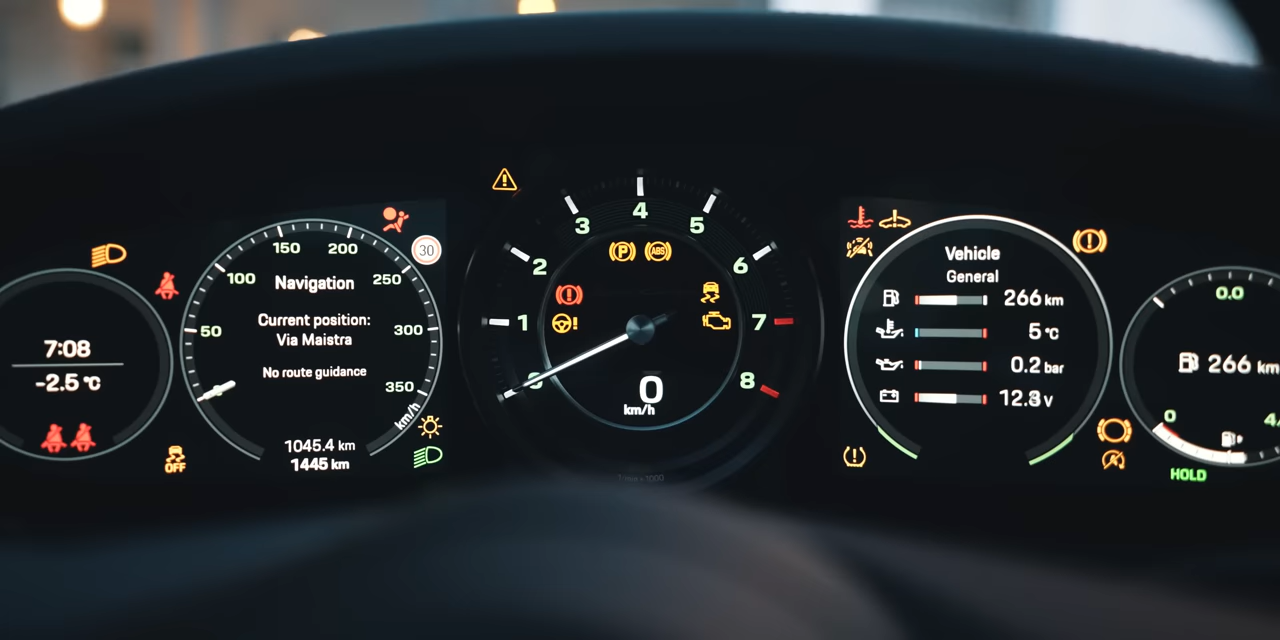 7:08
-2.5 °C
OFF
50
100
150
200
250
300
350
km/h
30
Navigation
Current position:
Via Maistra
No route guidance
1045.4 km
1445 km
1
2
3
4
5
6
7
8
P
ABS
0
km/h
Vehicle
General
266 km
5 °C
0.2 bar
12.3 v
0.0
266 km
0
HOLD